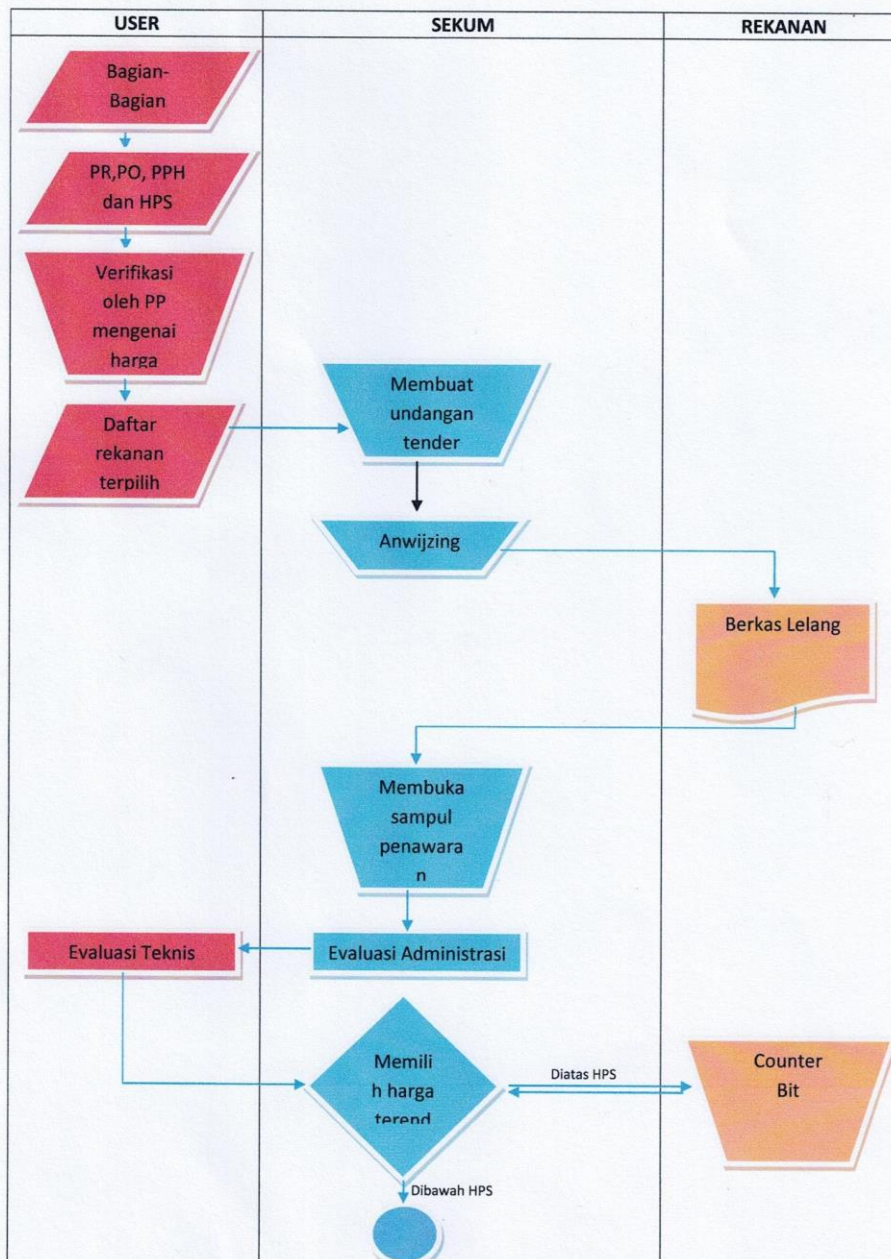 USER
SEKUM
REKANAN
Bagian-
Bagian
PR,PO, PPH
dan HPS
Verifikasi
oleh PP
mengenai
harga
Daftar
rekanan
terpilih
Membuat
undangan
tender
Anwijzing
Berkas Lelang
Membuka
sampul
penawara
n
Evaluasi Teknis
Evaluasi Administrasi
Memili
h harga
terend
Diatas HPS
Counter
Bit
Dibawah HPS